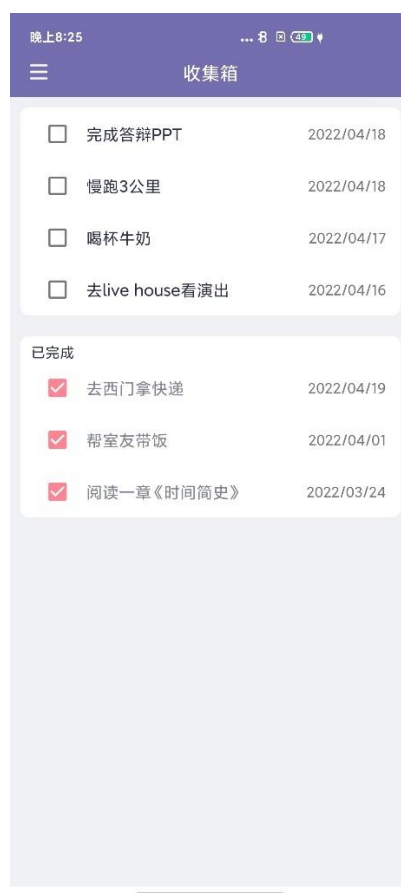 晚上8:25 ... 49
收集箱
完成答辩PPT 2022/04/18
慢跑3公里 2022/04/18
喝杯牛奶 2022/04/17
去live house看演出 2022/04/16
已完成
去西门拿快递 2022/04/19
帮室友带饭 2022/04/01
阅读一章《时间简史》 2022/03/24